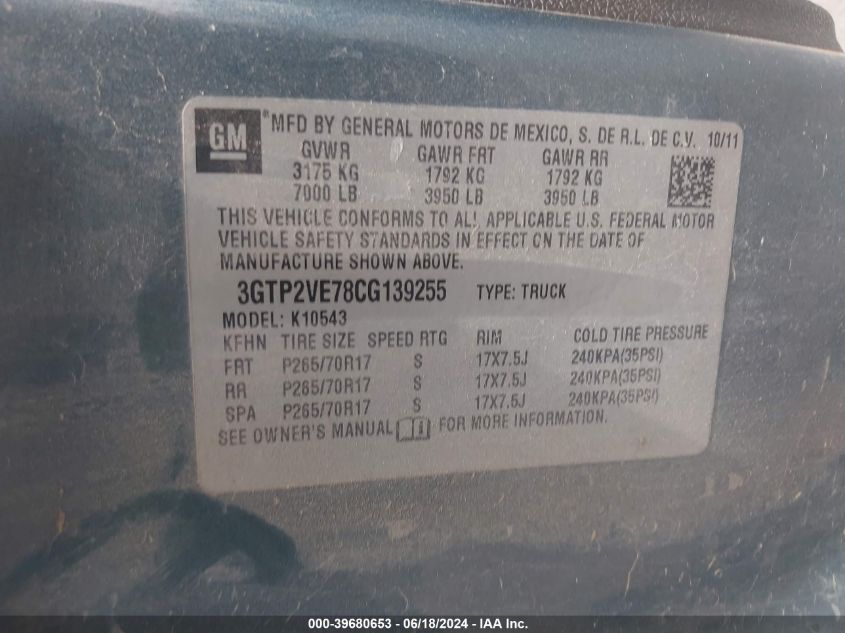 GM
*MFD BY GENERAL MOTORS DE MEXICO, S. DE R.L. DE C.V. 10/11
GVWR GAWR FRT GAWR RR
3175 KG 1792 KG 1792 KG
7000 LB 3950 LB 3950 LB
THIS VEHICLE CONFORMS TO ALL APPLICABLE U.S. FEDERAL MOTOR
VEHICLE SAFETY STANDARDS IN EFFECT ON THE DATE OF
MANUFACTURE SHOWN ABOVE.
3GTP2VE78CG139255 TYPE: TRUCK
MODEL: K10543
KFHN TIRE SIZE SPEED RTG RIM COLD TIRE PRESSURE
FRT P265/70R17 S 17X7.5J 240KPA(35PSI)
RR P265/70R17 S 17X7.5J 240KPA(35PSI)
SPA P265/70R17 S 17X7.5J 240KPA(35PSI)
SEE OWNER'S MANUAL FOR MORE INFORMATION.
000-39680653 - 06/18/2024 - IAA Inc.